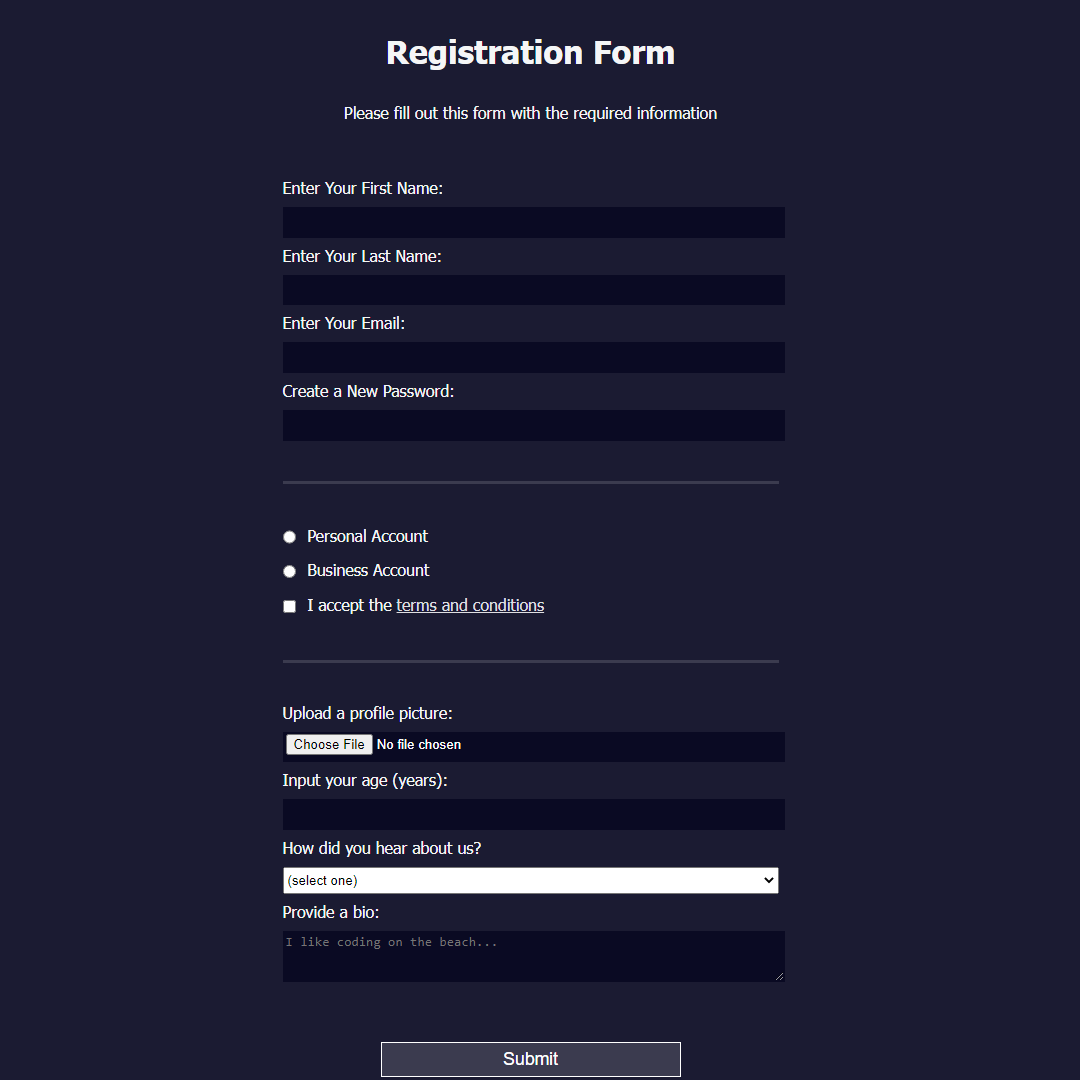 Registration Form
Please fill out this form with the required information
Enter Your First Name:
Enter Your Last Name:
Enter Your Email:
Create a New Password:
Personal Account
Business Account
I accept the terms and conditions
Upload a profile picture:
Choose File No file chosen
Input your age (years):
How did you hear about us?
(select one)
Provide a bio:
I like coding on the beach...
Submit